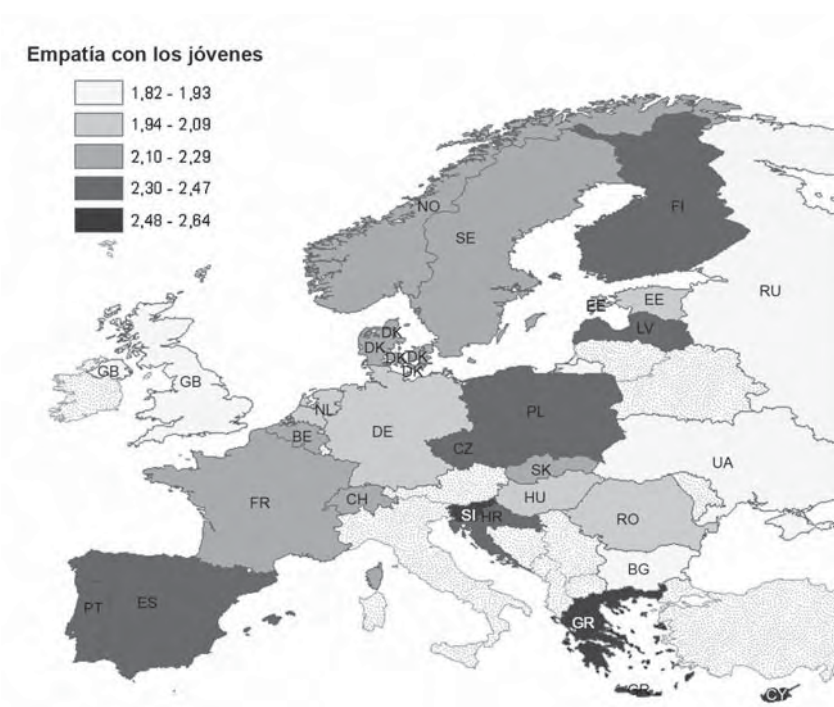 Empatía con los jóvenes
1,82 - 1,93
1,94 - 2,09
2,10 - 2,29
2,30 - 2,47
2,48 - 2,64
NO
FI
SE
RU
EE
EE
LV
DK
DK
DK
DK
DK
GB
GB
NL
PL
DE
BE
CZ
UA
SK
CH
HU
FR
SI
HR
RO
BG
PT
ES
GR
GR
CY